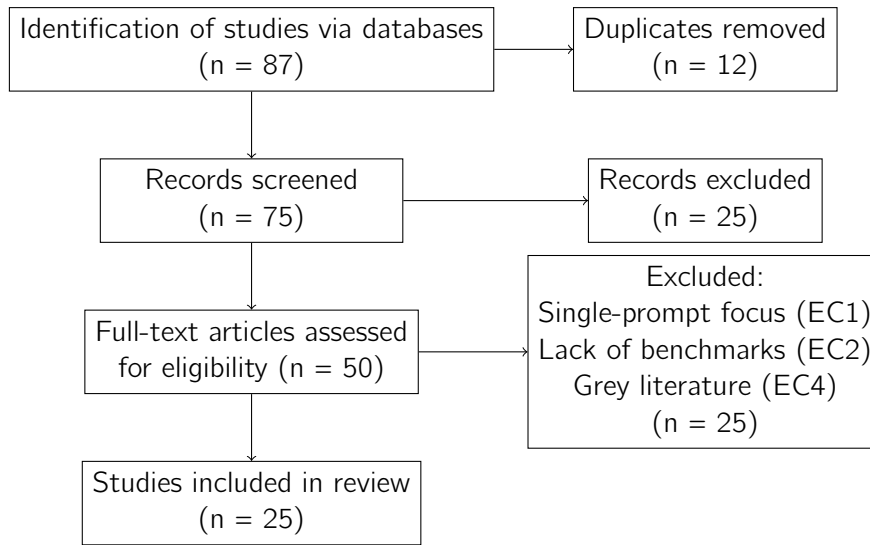 Identification of studies via databases
(n = 87)
Duplicates removed
(n = 12)
Records screened
(n = 75)
Records excluded
(n = 25)
Full-text articles assessed
for eligibility (n = 50)
Excluded:
Single-prompt focus (EC1)
Lack of benchmarks (EC2)
Grey literature (EC4)
(n = 25)
Studies included in review
(n = 25)